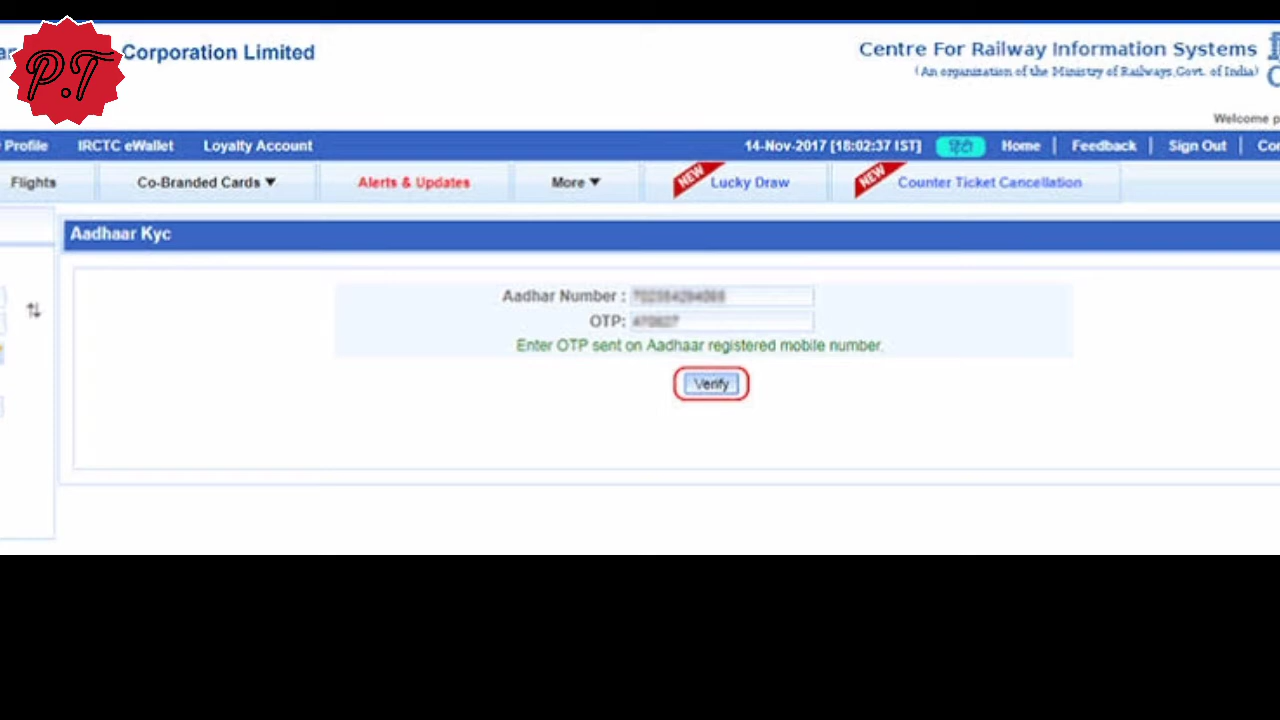 P.T
Corporation Limited
Centre For Railway Information Systems
(An organization of the Ministry of Railways, Govt. of India)
Welcome
Profile IRCTC eWallet Loyalty Account 14-Nov-2017 [18:02:37 IST] हिंदी Home | Feedback | Sign Out |
Flights Co-Branded Cards ▼ Alerts & Updates More ▼ NEW Lucky Draw NEW Counter Ticket Cancellation
Aadhaar Kyc
Aadhar Number :
OTP:
Enter OTP sent on Aadhaar registered mobile number.
Verify